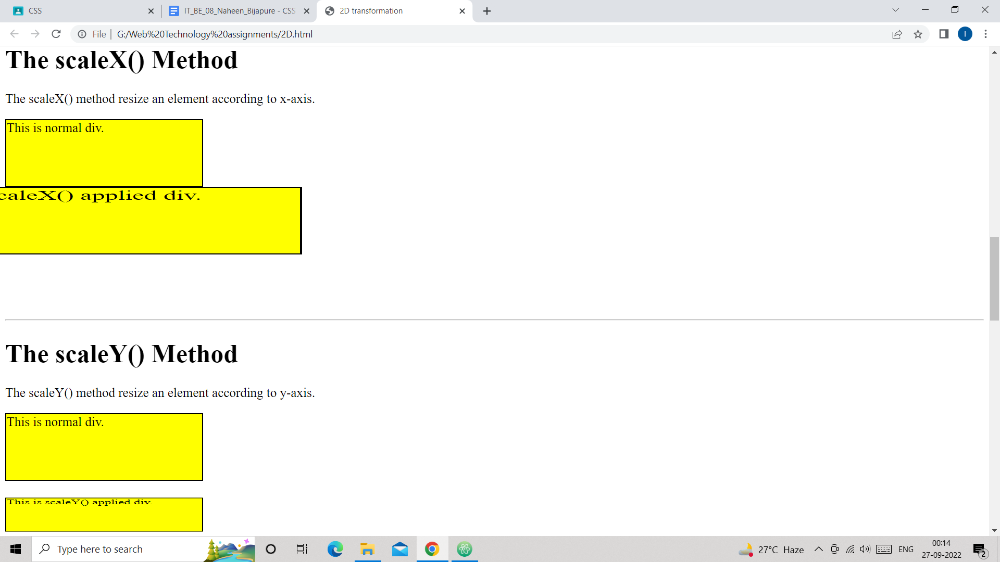 CSS
IT_BE_08_Naheen_Bijapure - CSS
2D transformation
File | G:/Web%20Technology%20assignments/2D.html
I
The scaleX() Method
The scaleX() method resize an element according to x-axis.
This is normal div.
caleX() applied div.
The scaleY() Method
The scaleY() method resize an element according to y-axis.
This is normal div.
This is scaleY() applied div.
Type here to search
27°C Haze
ENG
00:14
27-09-2022
2